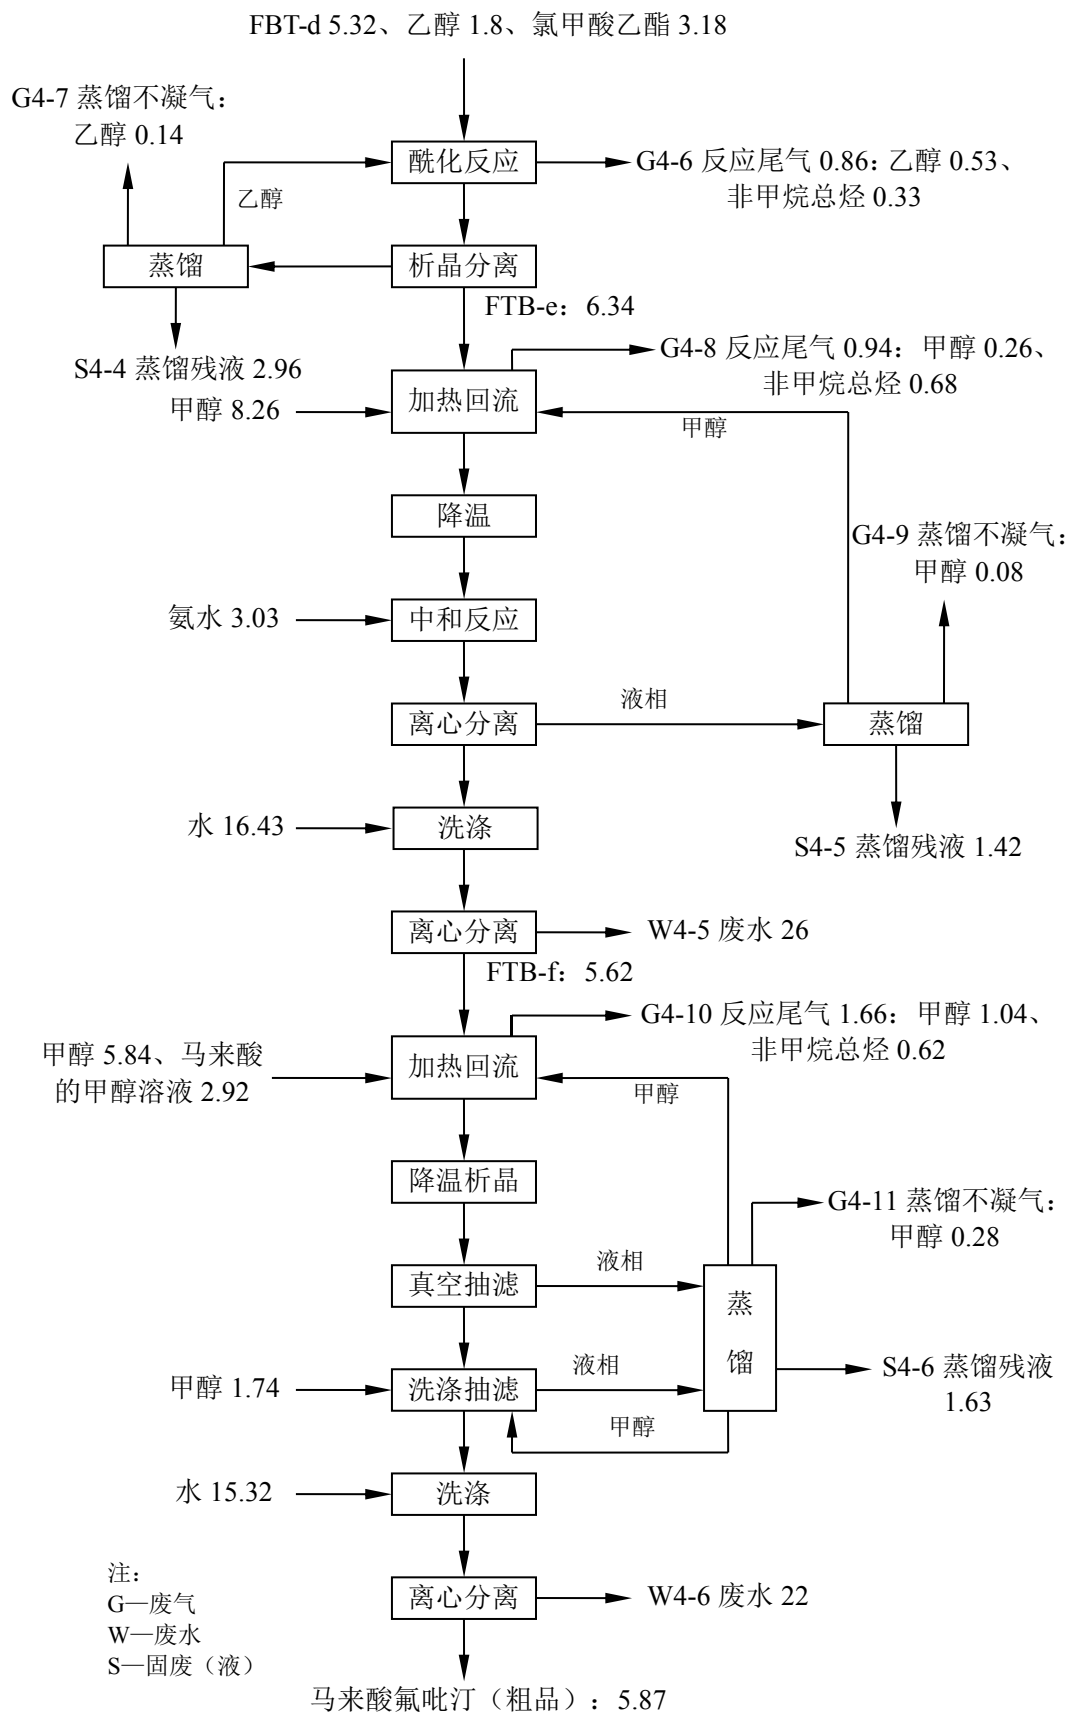 FBT-d 5.32、乙醇 1.8、氯甲酸乙酯 3.18
G4-7 蒸馏不凝气：
乙醇 0.14
酰化反应
G4-6 反应尾气 0.86：乙醇 0.53、
非甲烷总烃 0.33
乙醇
蒸馏
析晶分离
FTB-e：6.34
S4-4 蒸馏残液 2.96
G4-8 反应尾气 0.94：甲醇 0.26、
非甲烷总烃 0.68
甲醇 8.26
加热回流
甲醇
降温
G4-9 蒸馏不凝气：
甲醇 0.08
氨水 3.03
中和反应
离心分离
液相
蒸馏
水 16.43
洗涤
S4-5 蒸馏残液 1.42
离心分离
W4-5 废水 26
FTB-f：5.62
G4-10 反应尾气 1.66：甲醇 1.04、
非甲烷总烃 0.62
甲醇 5.84、马来酸
的甲醇溶液 2.92
加热回流
甲醇
降温析晶
G4-11 蒸馏不凝气：
甲醇 0.28
真空抽滤
液相
蒸
馏
甲醇 1.74
洗涤抽滤
液相
S4-6 蒸馏残液
1.63
甲醇
水 15.32
洗涤
离心分离
W4-6 废水 22
注：
G—废气
W—废水
S—固废（液）
马来酸氟吡汀（粗品）：5.87